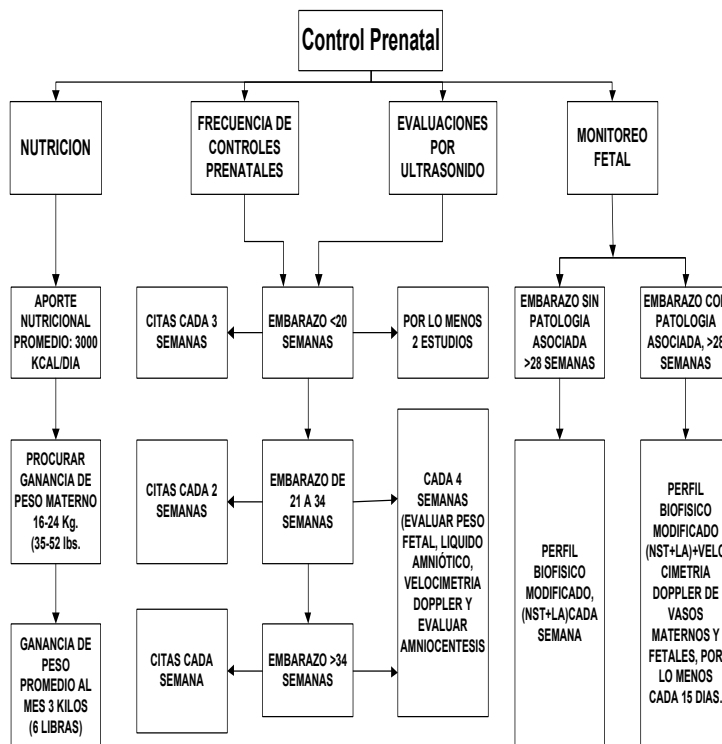 Control Prenatal
NUTRICION
FRECUENCIA DE
CONTROLES
PRENATALES
EVALUACIONES
POR
ULTRASONIDO
MONITOREO
FETAL
APORTE
NUTRICIONAL
PROMEDIO: 3000
KCAL/DIA
CITAS CADA 3
SEMANAS
EMBARAZO <20
SEMANAS
POR LO MENOS
2 ESTUDIOS
EMBARAZO SIN
PATOLOGIA
ASOCIADA
>28 SEMANAS
EMBARAZO CON
PATOLOGIA
ASOCIADA, >28
SEMANAS
PROCURAR
GANANCIA DE
PESO MATERNO
16-24 Kg.
(35-52 lbs.
CITAS CADA 2
SEMANAS
EMBARAZO DE
21 A 34
SEMANAS
CADA 4
SEMANAS
(EVALUAR PESO
FETAL, LIQUIDO
AMNIÓTICO,
VELOCIMETRIA
DOPPLER Y
EVALUAR
AMNIOCENTESIS
PERFIL
BIOFISICO
MODIFICADO,
(NST+LA)CADA
SEMANA
PERFIL
BIOFISICO
MODIFICADO
(NST+LA)+VELO
CIMETRIA
DOPPLER DE
VASOS
MATERNOS Y
FETALES, POR
LO MENOS
CADA 15 DIAS.
GANANCIA DE
PESO
PROMEDIO AL
MES 3 KILOS
(6 LIBRAS)
CITAS CADA
SEMANA
EMBARAZO >34
SEMANAS